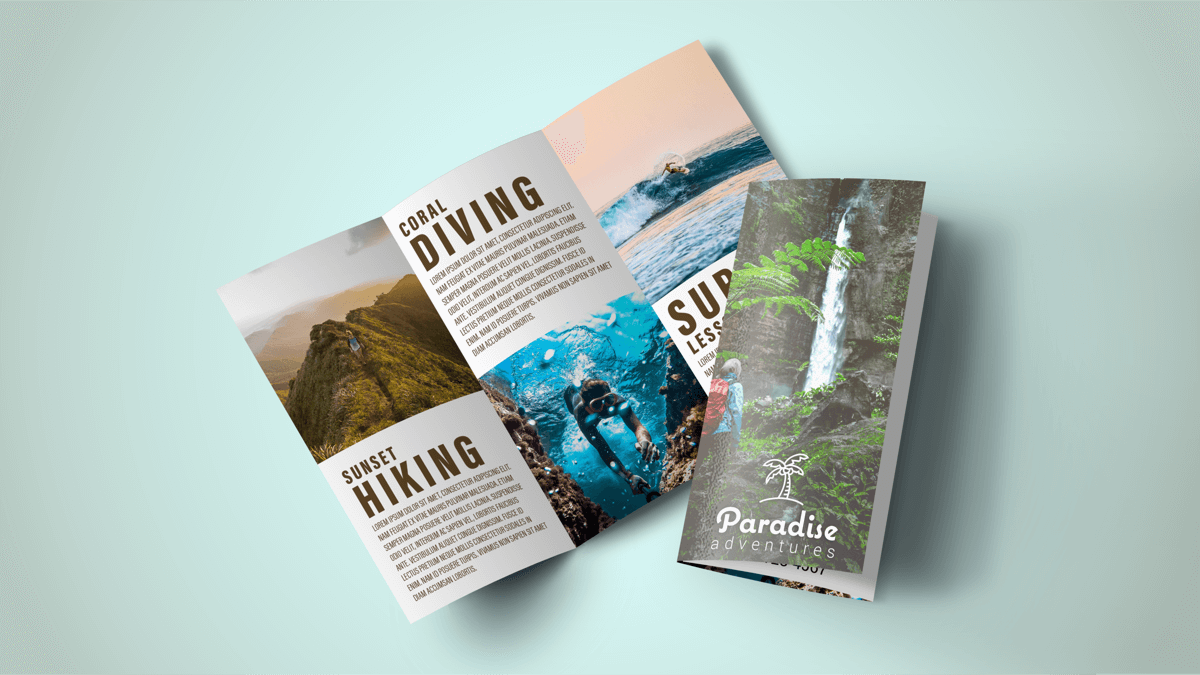 CORAL
DIVING
LOREM IPSUM DOLOR SIT AMET, CONSECTETUR ADIPISCING ELIT.
NAM FEUGIAT EX VITAE MAURIS PULVINAR MALESUADA. ETIAM
SEMPER MAGNA POSUERE VELIT MOLLIS LACINIA. SUSPENDISSE
ODIO VELIT, INTERDUM AC SAPIEN VEL, LOBORTIS FAUCIBUS
ANTE. VESTIBULUM ALIQUET CONGUE DIGNISSIM. FUSCE ID
LECTUS PRETIUM NEQUE MOLLIS CONSECTETUR SODALES IN
ENIM. NAM ID POSUERE TURPIS. VIVAMUS NON SAPIEN SIT AMET
DIAM ACCUMSAN LOBORTIS.
SUNSET
HIKING
LOREM IPSUM DOLOR SIT AMET, CONSECTETUR ADIPISCING ELIT.
NAM FEUGIAT EX VITAE MAURIS PULVINAR MALESUADA. ETIAM
SEMPER MAGNA POSUERE VELIT MOLLIS LACINIA. SUSPENDISSE
ODIO VELIT, INTERDUM AC SAPIEN VEL, LOBORTIS FAUCIBUS
ANTE. VESTIBULUM ALIQUET CONGUE DIGNISSIM. FUSCE ID
LECTUS PRETIUM NEQUE MOLLIS CONSECTETUR SODALES IN
ENIM. NAM ID POSUERE TURPIS. VIVAMUS NON SAPIEN SIT AMET
DIAM ACCUMSAN LOBORTIS.
SUR
LESS
LOREM
NAM
Paradise
adventures